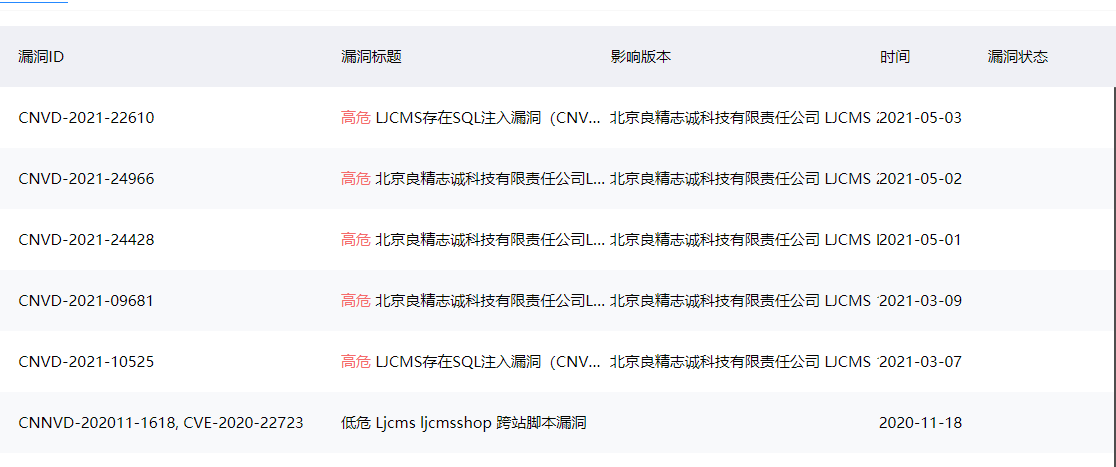 漏洞ID 漏洞标题 影响版本 时间 漏洞状态
CNVD-2021-22610 高危 LJCMS存在SQL注入漏洞（CNV... 北京良精志诚科技有限责任公司 LJCMS 2021-05-03
CNVD-2021-24966 高危 北京良精志诚科技有限责任公司L... 北京良精志诚科技有限责任公司 LJCMS 2021-05-02
CNVD-2021-24428 高危 北京良精志诚科技有限责任公司L... 北京良精志诚科技有限责任公司 LJCMS 2021-05-01
CNVD-2021-09681 高危 北京良精志诚科技有限责任公司L... 北京良精志诚科技有限责任公司 LJCMS 2021-03-09
CNVD-2021-10525 高危 LJCMS存在SQL注入漏洞（CNV... 北京良精志诚科技有限责任公司 LJCMS 2021-03-07
CNNVD-202011-1618, CVE-2020-22723 低危 Ljcms ljcmsshop 跨站脚本漏洞 2020-11-18